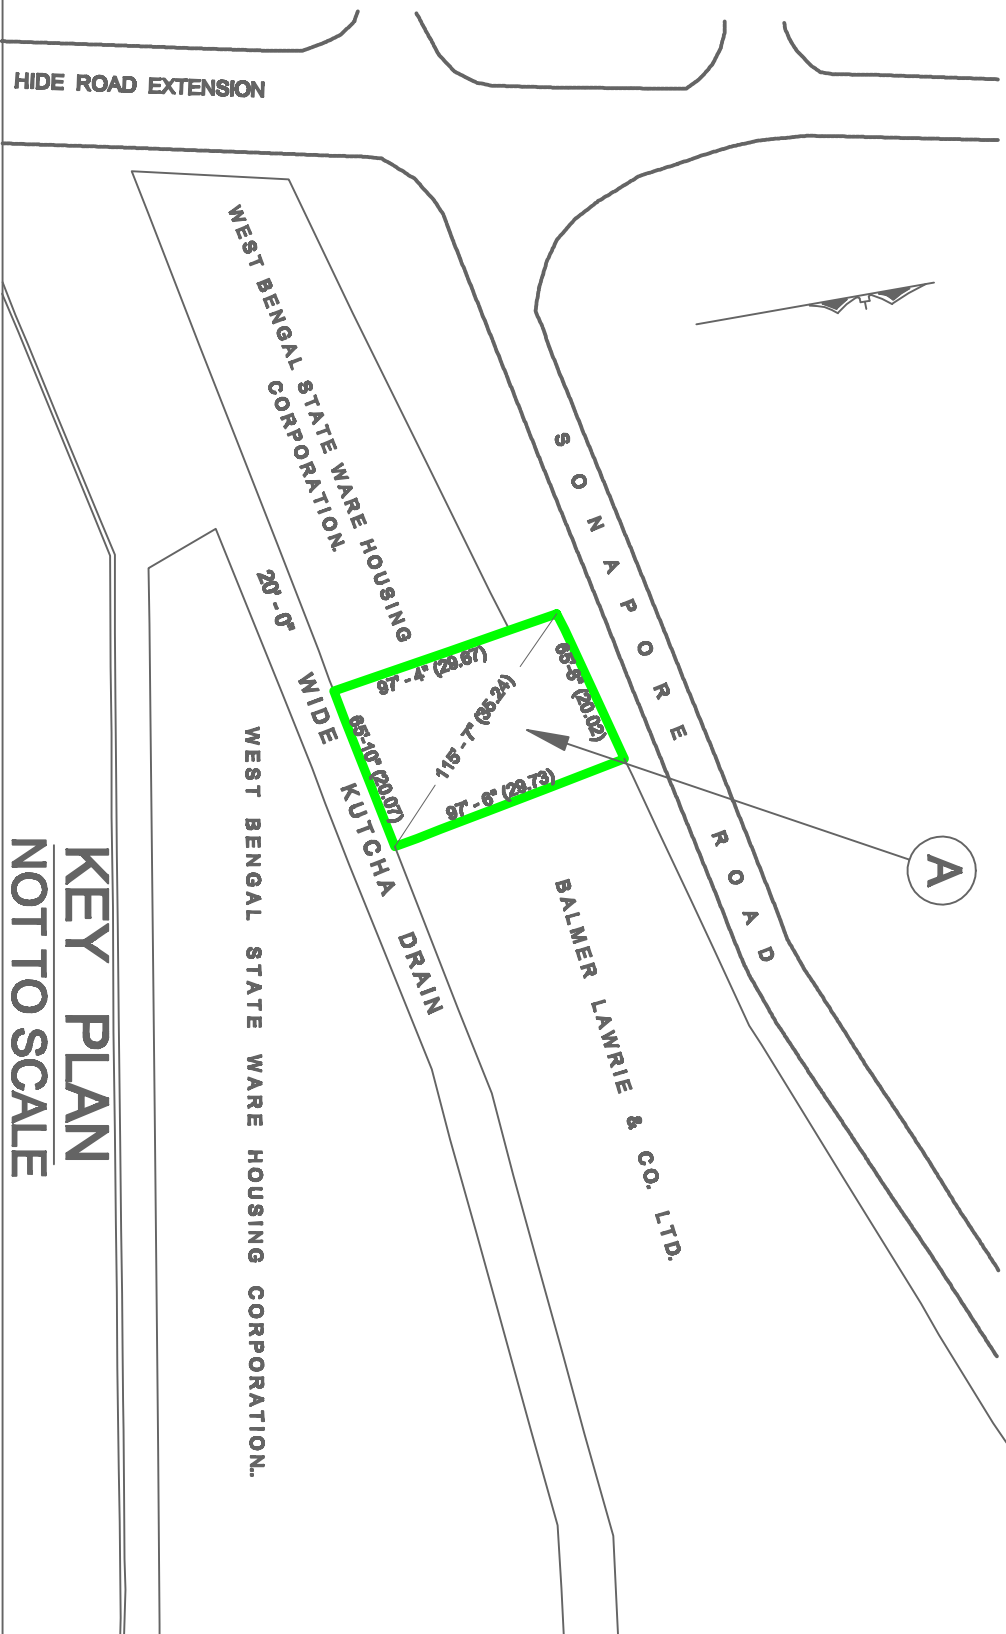 HIDE ROAD EXTENSION
WEST BENGAL STATE WARE HOUSING
CORPORATION.
SONAPORE ROAD
20'-0" WIDE KUTCHA DRAIN
97' - 4" (29.67)
65'-8" (20.02)
115' - 7" (35.24)
65'-10" (20.07)
97' - 6" (29.73)
A
BALMER LAWRIE & CO. LTD.
WEST BENGAL STATE WARE HOUSING CORPORATION..
KEY PLAN
NOT TO SCALE